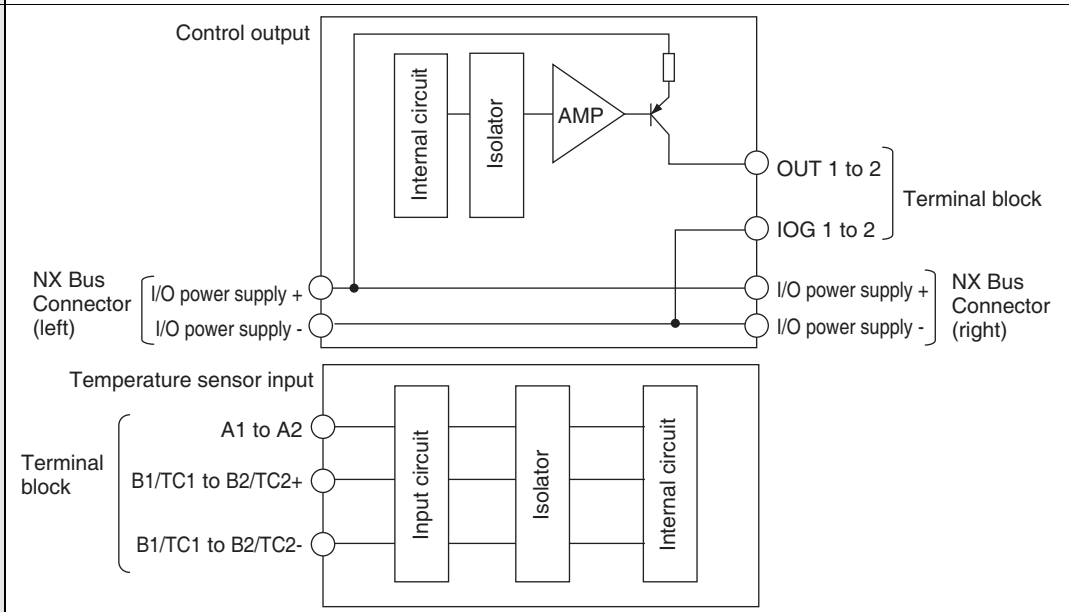 Control output
Internal circuit
Isolator
AMP
OUT 1 to 2
IOG 1 to 2
Terminal block
NX Bus
Connector
(left)
I/O power supply +
I/O power supply -
I/O power supply +
I/O power supply -
NX Bus
Connector
(right)
Temperature sensor input
Terminal
block
A1 to A2
B1/TC1 to B2/TC2+
B1/TC1 to B2/TC2-
Input circuit
Isolator
Internal circuit